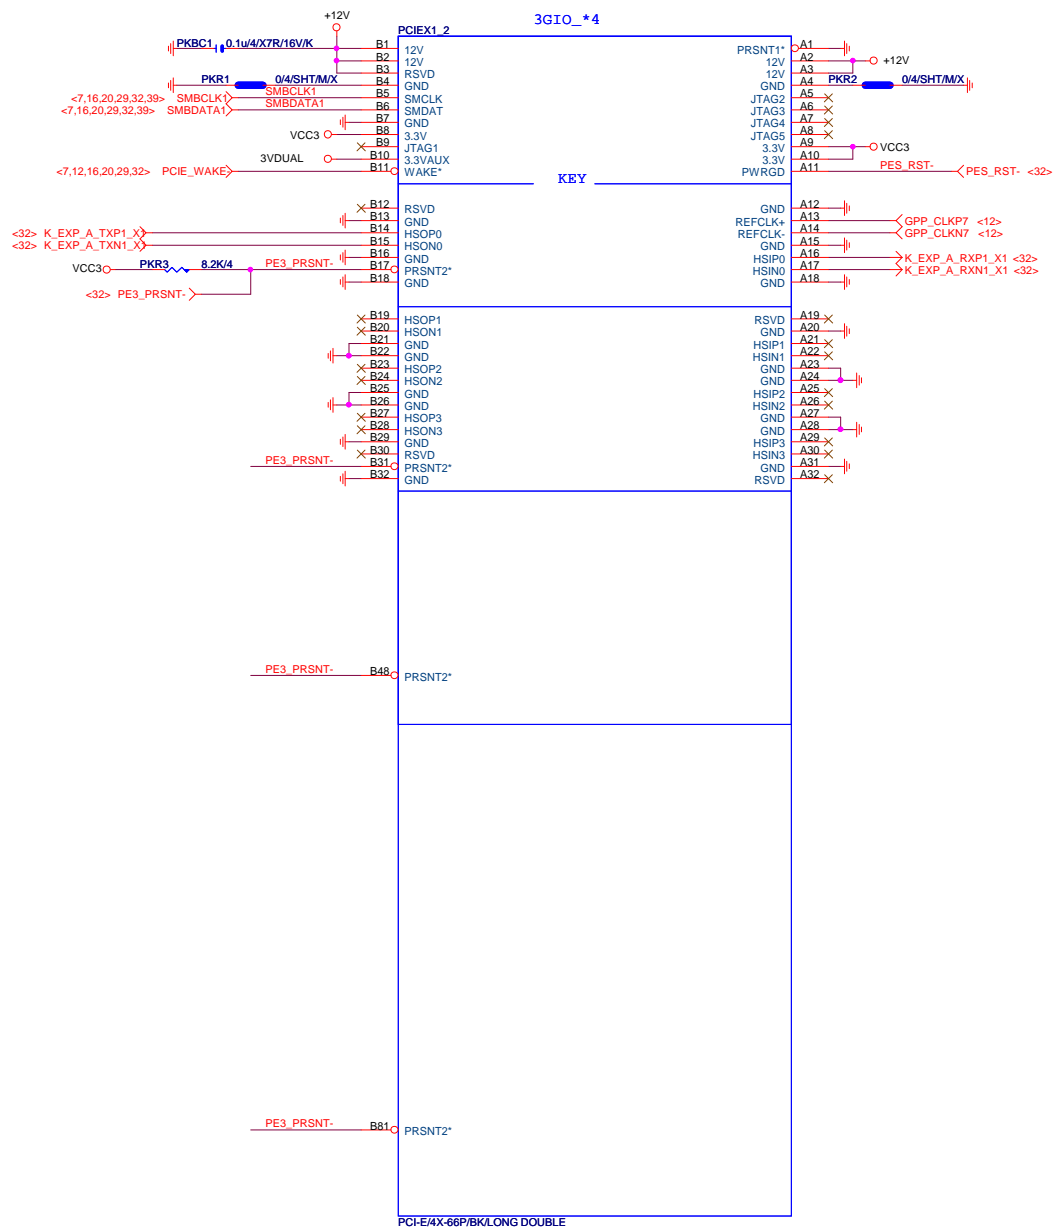 3GIO_*4
+12V
PCIEX1_2
PKBC1 0.1u/4/X7R/16V/K B1 12V PRSNT1* A1
B2 12V 12V A2 +12V
B3 RSVD 12V A3
PKR1 0/4/SHT/M/X B4 GND GND A4 PKR2 0/4/SHT/M/X
<7,16,20,29,32,39> SMBCLK1 SMBCLK1 B5 SMCLK JTAG2 A5
<7,16,20,29,32,39> SMBDATA1 SMBDATA1 B6 SMDAT JTAG3 A6
B7 GND JTAG4 A7
VCC3 B8 3.3V JTAG5 A8
B9 JTAG1 3.3V A9 VCC3
3VDUAL B10 3.3VAUX 3.3V A10
<7,12,16,20,29,32> PCIE_WAKE B11 WAKE* PWRGD A11 PES_RST- PES_RST- <32>
KEY
B12 RSVD GND A12
B13 GND REFCLK+ A13 GPP_CLKP7 <12>
<32> K_EXP_A_TXP1_X1 B14 HSOP0 REFCLK- A14 GPP_CLKN7 <12>
<32> K_EXP_A_TXN1_X1 B15 HSON0 GND A15
B16 GND HSIP0 A16 K_EXP_A_RXP1_X1 <32>
VCC3 PKR3 8.2K/4 PE3_PRSNT- B17 PRSNT2* HSIN0 A17 K_EXP_A_RXN1_X1 <32>
B18 GND GND A18
<32> PE3_PRSNT-
B19 HSOP1 RSVD A19
B20 HSON1 GND A20
B21 GND HSIP1 A21
B22 GND HSIN1 A22
B23 HSOP2 GND A23
B24 HSON2 GND A24
B25 GND HSIP2 A25
B26 GND HSIN2 A26
B27 HSOP3 GND A27
B28 HSON3 GND A28
B29 GND HSIP3 A29
B30 RSVD HSIN3 A30
PE3_PRSNT- B31 PRSNT2* GND A31
B32 GND RSVD A32
PE3_PRSNT- B48 PRSNT2*
PE3_PRSNT- B81 PRSNT2*
PCI-E/4X-66P/BK/LONG DOUBLE